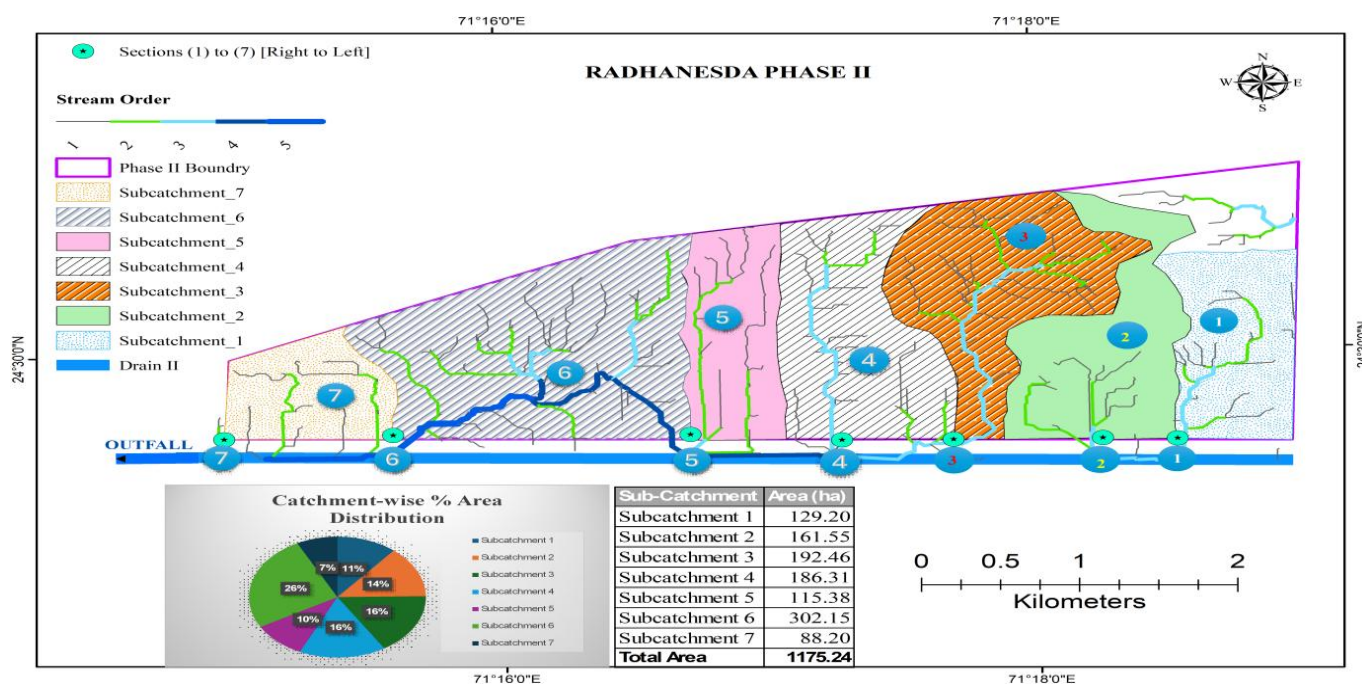 71°16'0"E
71°18'0"E
Sections (1) to (7) [Right to Left]
RADHANESDA PHASE II
N
W E
S
Stream Order
1 2 3 4 5
Phase II Boundry
Subcatchment_7
Subcatchment_6
Subcatchment_5
Subcatchment_4
Subcatchment_3
Subcatchment_2
Subcatchment_1
Drain II
24°30'0"N
24°30'0"N
3
5
1
2
4
6
7
OUTFALL
7
6
5
4
3
2
1
Catchment-wise % Area
Distribution
7%
11%
14%
16%
16%
10%
26%
Subcatchment 1
Subcatchment 2
Subcatchment 3
Subcatchment 4
Subcatchment 5
Subcatchment 6
Subcatchment 7
Sub-Catchment Area (ha)
Subcatchment 1 129.20
Subcatchment 2 161.55
Subcatchment 3 192.46
Subcatchment 4 186.31
Subcatchment 5 115.38
Subcatchment 6 302.15
Subcatchment 7 88.20
Total Area 1175.24
0 0.5 1 2
Kilometers
71°16'0"E
71°18'0"E